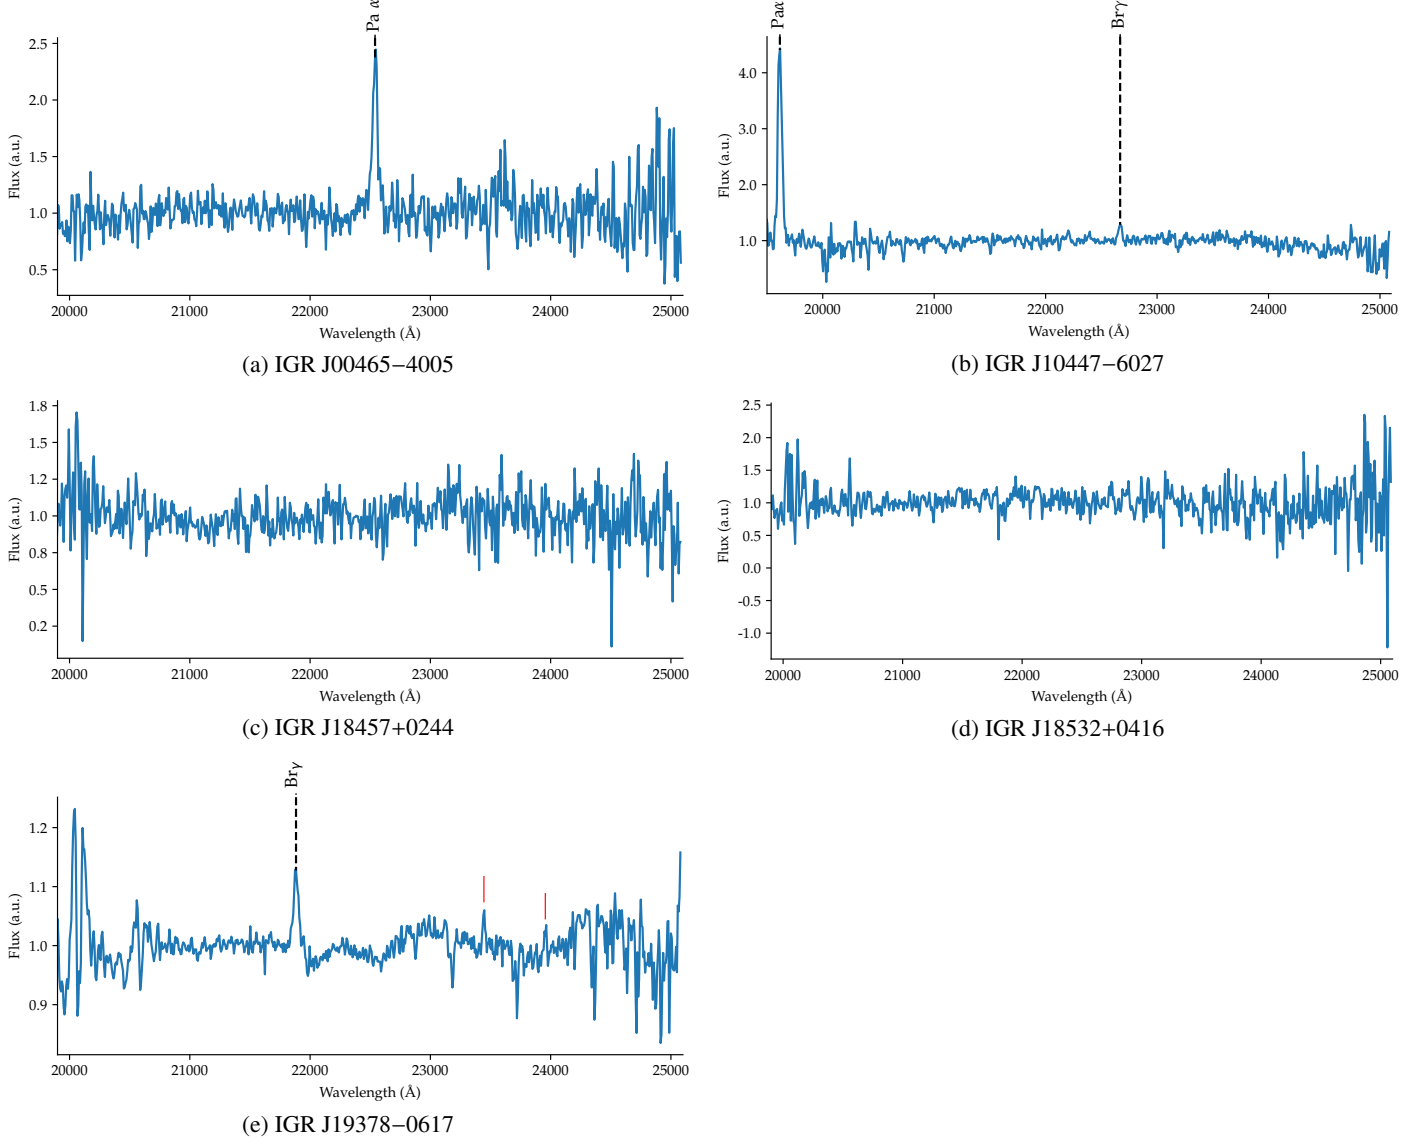 Pa α
2.5
2.0
1.5
1.0
0.5
Flux (a.u.)
20000 21000 22000 23000 24000 25000
Wavelength (Å)
(a) IGR J00465−4005
Paα
Brγ
4.0
3.0
2.0
1.0
Flux (a.u.)
20000 21000 22000 23000 24000 25000
Wavelength (Å)
(b) IGR J10447−6027
1.8
1.5
1.2
1.0
0.8
0.5
0.2
Flux (a.u.)
20000 21000 22000 23000 24000 25000
Wavelength (Å)
(c) IGR J18457+0244
2.5
2.0
1.5
1.0
0.5
0.0
-0.5
-1.0
Flux (a.u.)
20000 21000 22000 23000 24000 25000
Wavelength (Å)
(d) IGR J18532+0416
Brγ
1.2
1.1
1.0
0.9
Flux (a.u.)
20000 21000 22000 23000 24000 25000
Wavelength (Å)
(e) IGR J19378−0617